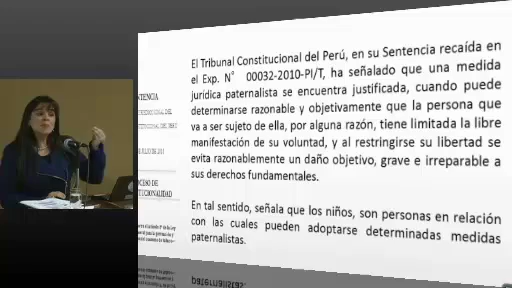 El Tribunal Constitucional del Perú, en su Sentencia recaída en
el Exp. N° 00032-2010-PI/T, ha señalado que una medida
jurídica paternalista se encuentra justificada, cuando puede
determinarse razonable y objetivamente que la persona que
va a ser sujeto de ella, por alguna razón, tiene limitada la libre
manifestación de su voluntad, y al restringirse su libertad se
evita razonablemente un daño objetivo, grave e irreparable a
sus derechos fundamentales.
En tal sentido, señala que los niños, son personas en relación
con las cuales pueden adoptarse determinadas medidas
paternalistas.
NTENCIA